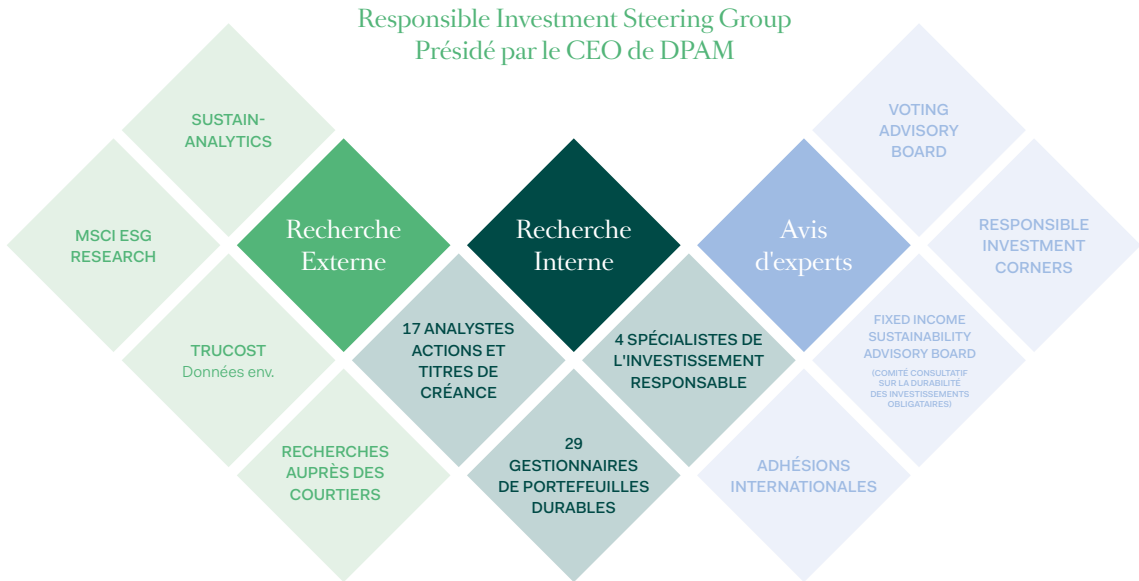 Responsible Investment Steering Group
Présidé par le CEO de DPAM
SUSTAIN-
ANALYTICS
MSCI ESG
RESEARCH
Recherche
Externe
TRUCOST
Données env.
RECHERCHES
AUPRÈS DES
COURTIERS
Recherche
Interne
17 ANALYSTES
ACTIONS ET
TITRES DE
CRÉANCE
4 SPÉCIALISTES DE
L'INVESTISSEMENT
RESPONSABLE
29
GESTIONNAIRES
DE PORTEFEUILLES
DURABLES
Avis
d'experts
VOTING
ADVISORY
BOARD
RESPONSIBLE
INVESTMENT
CORNERS
FIXED INCOME
SUSTAINABILITY
ADVISORY BOARD
(COMITÉ CONSULTATIF
SUR LA DURABILITÉ
DES INVESTISSEMENTS
OBLIGATAIRES)
ADHÉSIONS
INTERNATIONALES